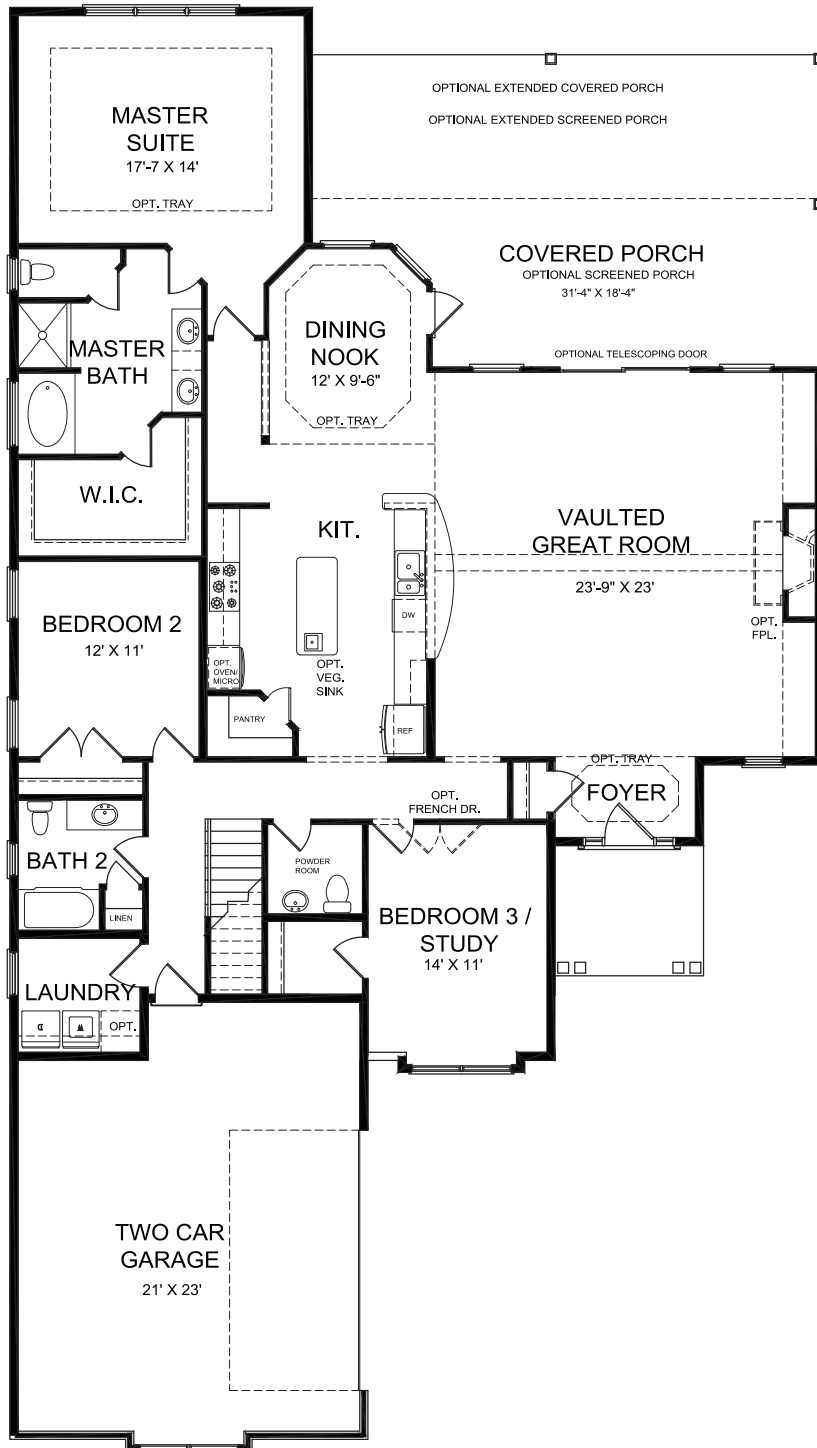 OPTIONAL EXTENDED COVERED PORCH
OPTIONAL EXTENDED SCREENED PORCH
MASTER
SUITE
17'-7 X 14'
OPT. TRAY
COVERED PORCH
OPTIONAL SCREENED PORCH
31'-4" X 18'-4"
OPTIONAL TELESCOPING DOOR
DINING
NOOK
12' X 9'-6"
OPT. TRAY
MASTER
BATH
W.I.C.
KIT.
VAULTED
GREAT ROOM
23'-9" X 23'
OPT.
FPL.
BEDROOM 2
12' X 11'
DW
OPT.
OVEN/
MICRO
OPT.
VEG.
SINK
PANTRY
REF
OPT. TRAY
FOYER
OPT.
FRENCH DR.
BATH 2
LINEN
POWDER
ROOM
BEDROOM 3 /
STUDY
14' X 11'
LAUNDRY
OPT.
TWO CAR
GARAGE
21' X 23'